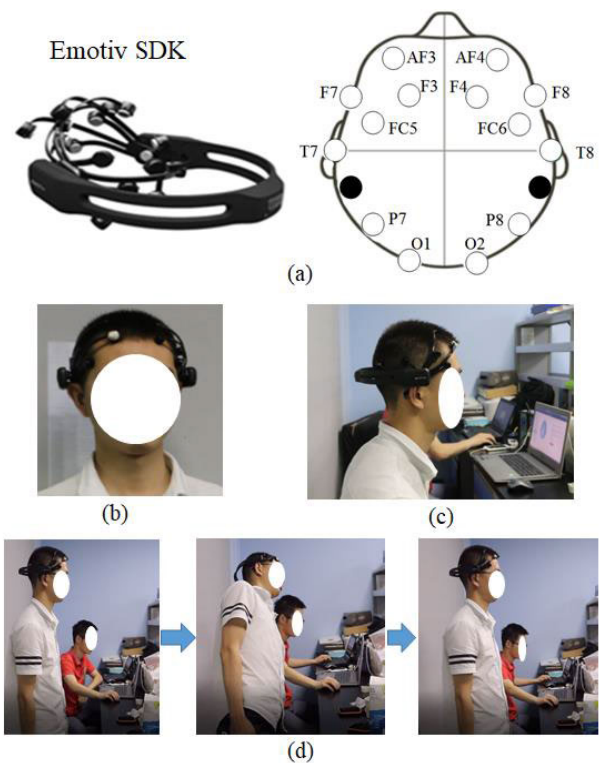 Emotiv SDK
AF3 AF4
F7 F3 F4 F8
FC5 FC6
T7 T8
P7 P8
O1 O2
(a)
(b) (c)
(d)